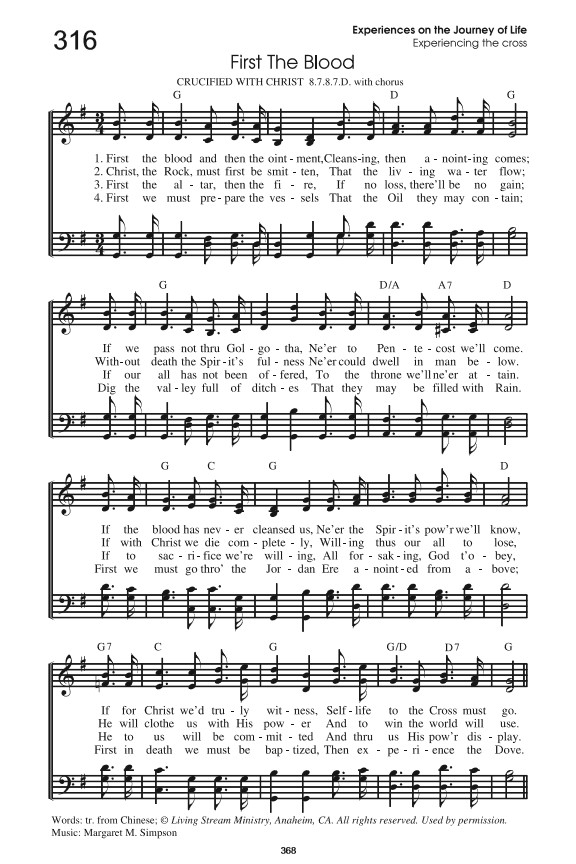 316
Experiences on the Journey of Life
Experiencing the cross
First The Blood
CRUCIFIED WITH CHRIST 8.7.8.7.D. with chorus
G D G
3 4
1. First the blood and then the oint - ment, Cleans - ing, then a - noint - ing comes;
2. Christ, the Rock, must first be smit - ten, That the liv - ing wa - ter flow;
3. First the al - tar, then the fi - re, If no loss, there'll be no gain;
4. First we must pre - pare the ves - sels That the Oil they may con - tain;
3 4
G D/A A7 D
If we pass not thru Gol - go - tha, Ne'er to Pen - te - cost we'll come.
With - out death the Spir - it's ful - ness Ne'er could dwell in man be - low.
If our all has not been of - fered, To the throne we'll ne'er at - tain.
Dig the val - ley full of ditch - es That they may be filled with Rain.
G C G D
If the blood has nev - er cleansed us, Ne'er the Spir - it's pow'r we'll know,
If with Christ we die com - plete - ly, Will - ing thus our all to lose,
If to sac - ri - fice we're will - ing, All for - sak - ing, God t'o - bey,
First we must go thro' the Jor - dan Ere a - noint - ed from a - bove;
G7 C G G/D D7 G
If for Christ we'd tru - ly wit - ness, Self - life to the Cross must go.
He will clothe us with His pow - er And to win the world will use.
He to us will be com - mit - ted And thru us His pow'r dis - play.
First in death we must be bap - tized, Then ex - pe - ri - ence the Dove.
Words: tr. from Chinese; © Living Stream Ministry, Anaheim, CA. All rights reserved. Used by permission.
Music: Margaret M. Simpson
368